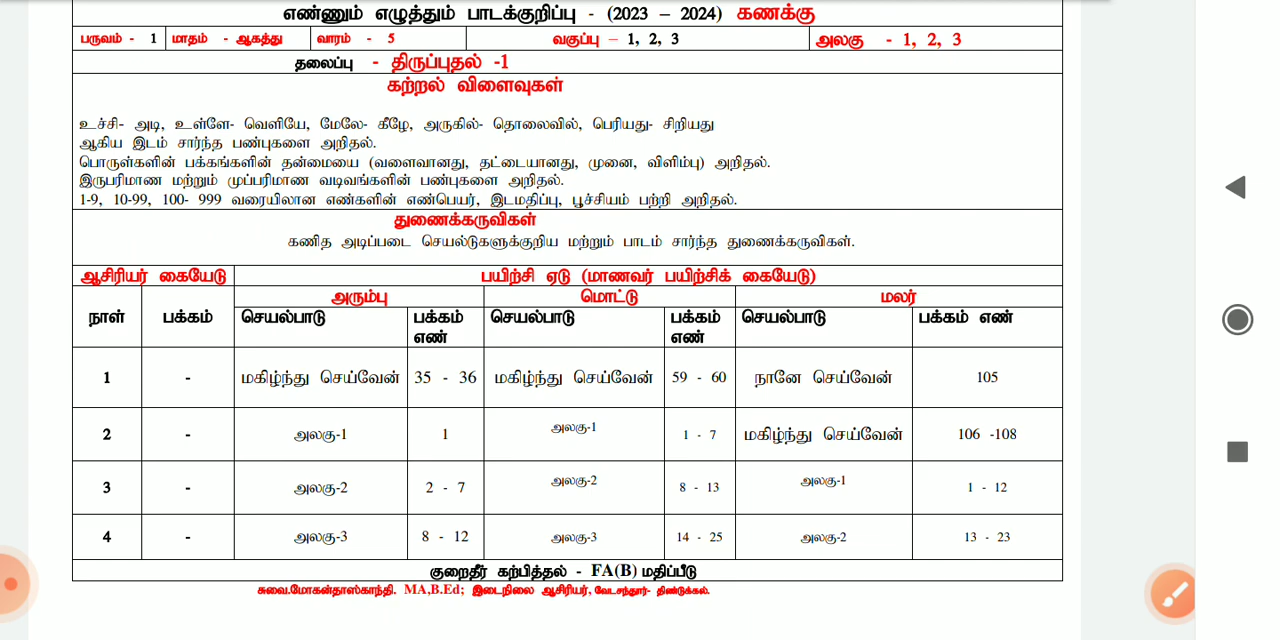 எண்ணும் எழுத்தும் பாடக்குறிப்பு - (2023 – 2024) கணக்கு
பருவம் - 1 மாதம் - ஆகத்து வாரம் - 5 வகுப்பு – 1, 2, 3 அலகு - 1, 2, 3
தலைப்பு - திருப்புதல் -1
கற்றல் விளைவுகள்
உச்சி- அடி, உள்ளே- வெளியே, மேலே- கீழே, அருகில்- தொலைவில், பெரியது- சிறியது
ஆகிய இடம் சார்ந்த பண்புகளை அறிதல்.
பொருள்களின் பக்கங்களின் தன்மையை (வளைவானது, தட்டையானது, முனை, விளிம்பு) அறிதல்.
இருபரிமாண மற்றும் முப்பரிமாண வடிவங்களின் பண்புகளை அறிதல்.
1-9, 10-99, 100- 999 வரையிலான எண்களின் எண்பெயர், இடமதிப்பு, பூச்சியம் பற்றி அறிதல்.
துணைக்கருவிகள்
கணித அடிப்படை செயல்டுகளுக்குறிய மற்றும் பாடம் சார்ந்த துணைக்கருவிகள்.
ஆசிரியர் கையேடு பயிற்சி ஏடு (மாணவர் பயிற்சிக் கையேடு)
அரும்பு மொட்டு மலர்
நாள் பக்கம் செயல்பாடு பக்கம் எண் செயல்பாடு பக்கம் எண் செயல்பாடு பக்கம் எண்
1 - மகிழ்ந்து செய்வேன் 35 - 36 மகிழ்ந்து செய்வேன் 59 - 60 நானே செய்வேன் 105
2 - அலகு-1 1 அலகு-1 1 - 7 மகிழ்ந்து செய்வேன் 106 -108
3 - அலகு-2 2 - 7 அலகு-2 8 - 13 அலகு-1 1 - 12
4 - அலகு-3 8 - 12 அலகு-3 14 - 25 அலகு-2 13 - 23
குறைதீர் கற்பித்தல் - FA(B) மதிப்பீடு
சுவை.மோகன்தாஸ்காந்தி. MA,B.Ed; இடைநிலை ஆசிரியர், வேடசந்தூர்- திண்டுக்கல்.